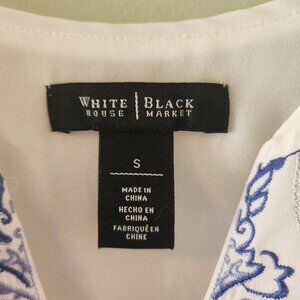 WHITE | BLACK
HOUSE | MARKET
S
MADE IN
CHINA
HECHO EN
CHINA
FABRIQUÉ EN
CHINE